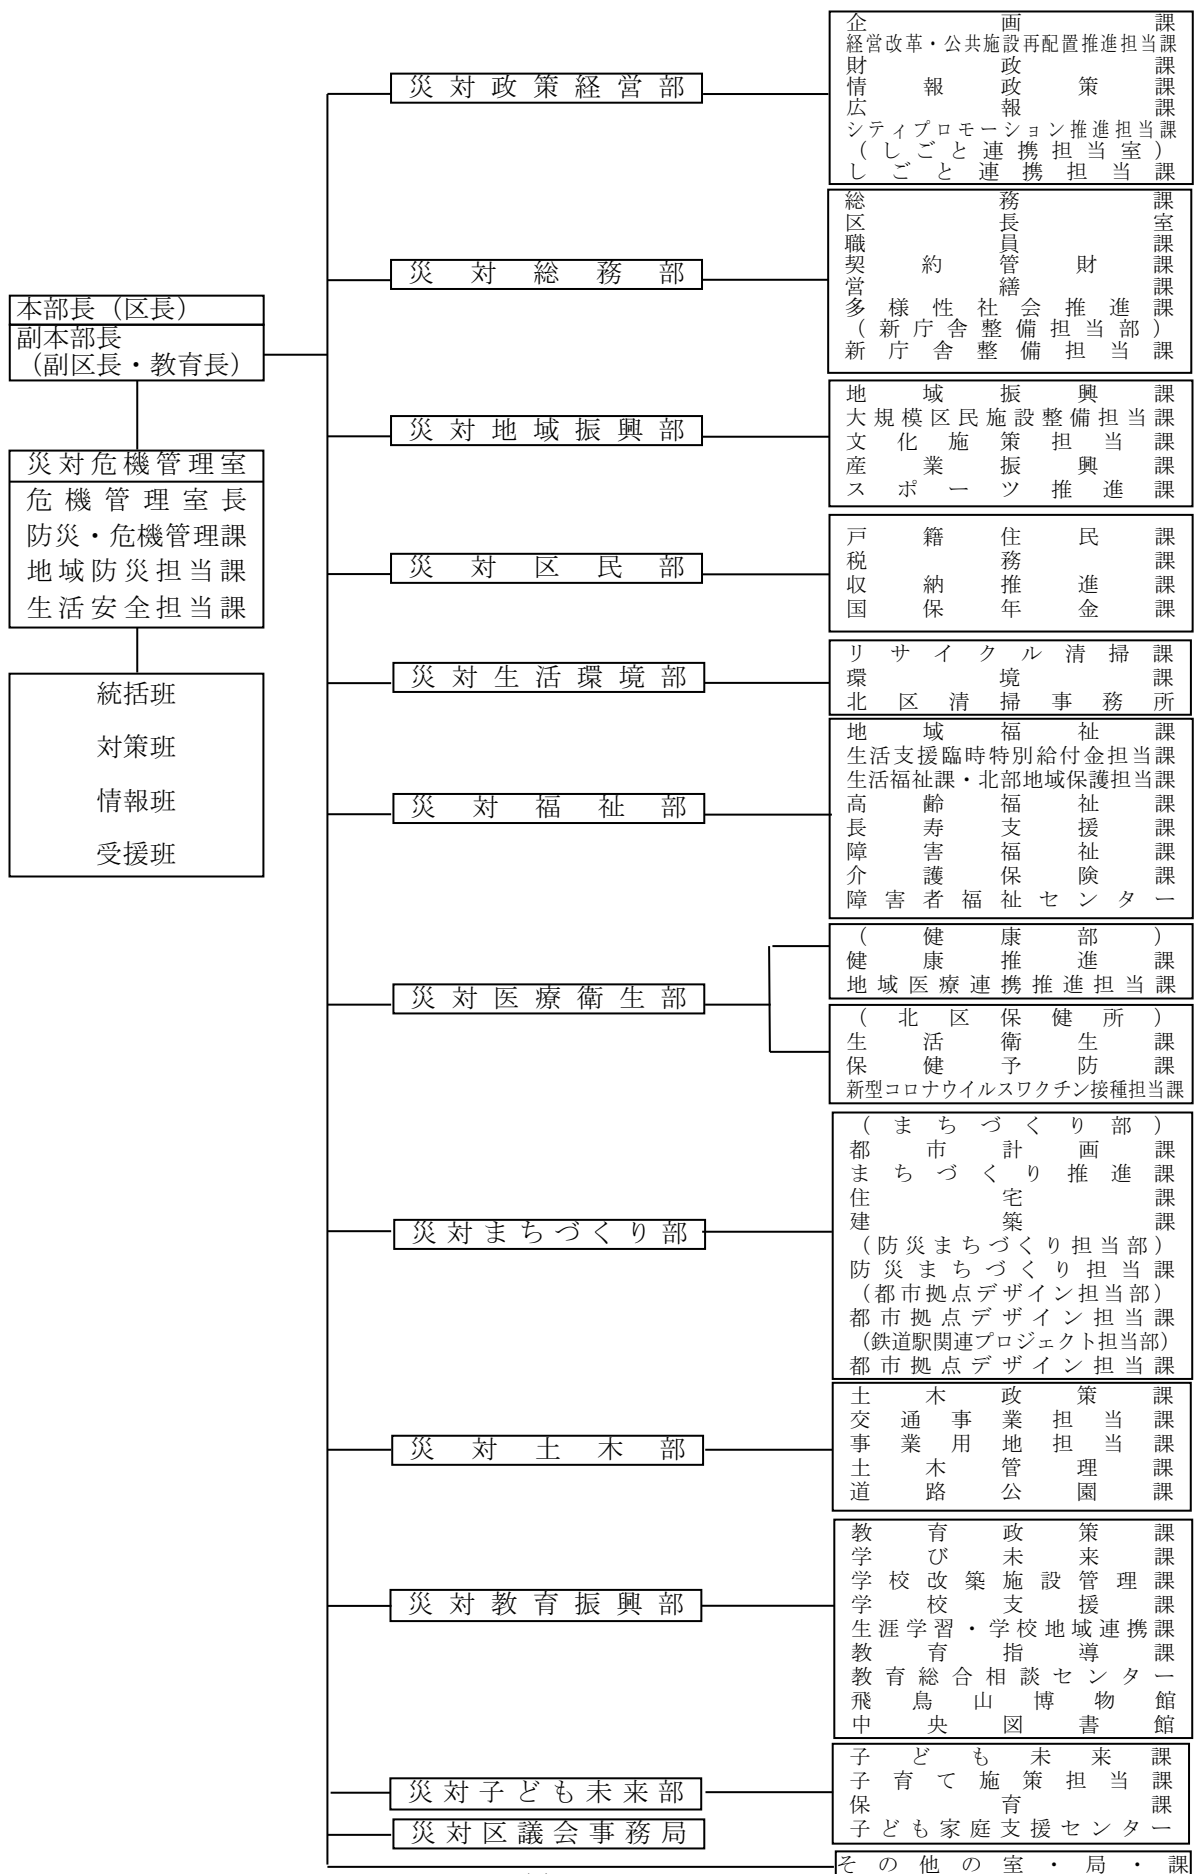 本部長（区長）
副本部長
（副区長・教育長）
災対危機管理室
危機管理室長
防災・危機管理課
地域防災担当課
生活安全担当課
統括班
対策班
情報班
受援班
災対政策経営部
企画課
経営改革・公共施設再配置推進担当課
財政課
情報政策課
広報課
シティプロモーション推進担当課
（しごと連携担当室）
しごと連携担当課
災対総務部
総務課
区長室
職員課
契約管財課
営繕課
多様性社会推進課
（新庁舎整備担当部）
新庁舎整備担当課
災対地域振興部
地域振興課
大規模区民施設整備担当課
文化施策担当課
産業振興課
スポーツ推進課
災対区民部
戸籍住民課
税務課
収納推進課
国保年金課
災対生活環境部
リサイクル清掃課
環境課
北区清掃事務所
災対福祉部
地域福祉課
生活支援臨時特別給付金担当課
生活福祉課・北部地域保護担当課
高齢福祉課
長寿支援課
障害福祉課
介護保険課
障害者福祉センター
災対医療衛生部
（健康部）
健康推進課
地域医療連携推進担当課
（北区保健所）
生活衛生課
保健予防課
新型コロナウイルスワクチン接種担当課
災対まちづくり部
（まちづくり部）
都市計画課
まちづくり推進課
住宅課
建築課
（防災まちづくり担当部）
防災まちづくり担当課
（都市拠点デザイン担当部）
都市拠点デザイン担当課
（鉄道駅関連プロジェクト担当部）
都市拠点デザイン担当課
災対土木部
土木政策課
交通事業担当課
事業用地担当課
土木管理課
道路公園課
災対教育振興部
教育政策課
学び未来課
学校改築施設管理課
学校支援課
生涯学習・学校地域連携課
教育指導課
教育総合相談センター
飛鳥山博物館
中央図書館
災対子ども未来部
子ども未来課
子育て施策担当課
保育課
子ども家庭支援センター
災対区議会事務局
その他の室・局・課